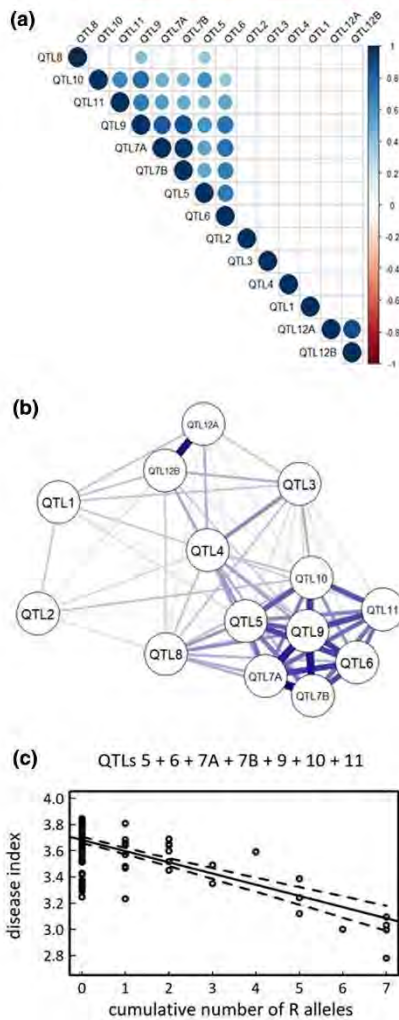 (a)
QTL8 QTL10 QTL11 QTL9 QTL7A QTL7B QTL5 QTL6 QTL2 QTL3 QTL4 QTL1 QTL12A QTL12B
QTL8
QTL10
QTL11
QTL9
QTL7A
QTL7B
QTL5
QTL6
QTL2
QTL3
QTL4
QTL1
QTL12A
QTL12B
1
0.8
0.6
0.4
0.2
0
-0.2
-0.4
-0.6
-0.8
-1
(b)
QTL12A
QTL12B
QTL3
QTL1
QTL4
QTL10
QTL2
QTL11
QTL5
QTL9
QTL8
QTL6
QTL7A
QTL7B
(c)
QTLs 5 + 6 + 7A + 7B + 9 + 10 + 11
disease index
4.0
3.8
3.6
3.4
3.2
3.0
2.8
0 1 2 3 4 5 6 7
cumulative number of R alleles